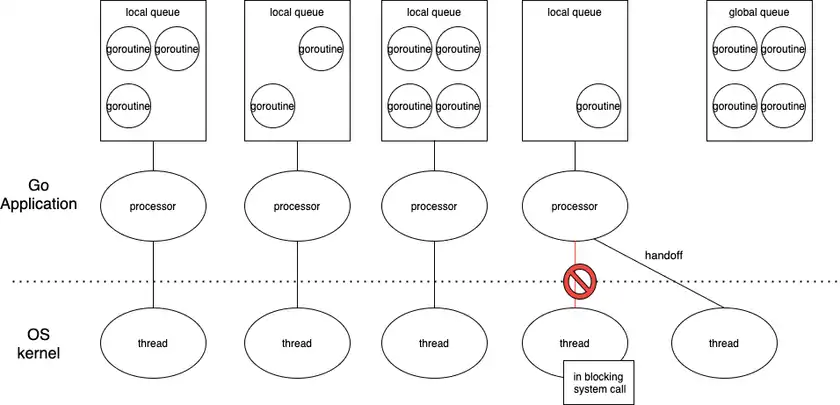 local queue
local queue
local queue
local queue
global queue
goroutine goroutine
goroutine
goroutine goroutine
goroutine goroutine
goroutine
goroutine
goroutine goroutine
goroutine
goroutine goroutine
Go
Application
processor
processor
processor
processor
handoff
OS
kernel
thread
thread
thread
thread
thread
in blocking
system call